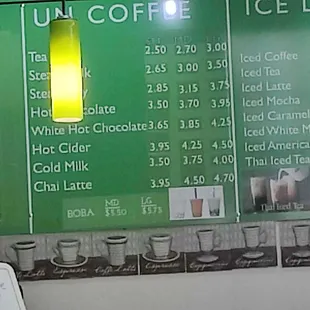 UN COFFEE
ICE
Tea 2.50 2.70 3.00
2.65 3.00 3.50
2.85 3.15 3.75
3.50 3.70 3.95
White Hot Chocolate 3.65 3.85 4.25
Hot Cider 3.95 4.25 4.50
Cold Milk 3.50 3.75 4.00
Chai Latte 3.95 4.50 4.70
BOBA MD $5.50 LG $5.75
Iced Coffee
Iced Tea
Iced Latte
Iced Mocha
Iced Caramel
Iced White M
Iced America
Thai Iced Tea
Thai Iced Tea
Latte Espresso Cappuccino Espresso